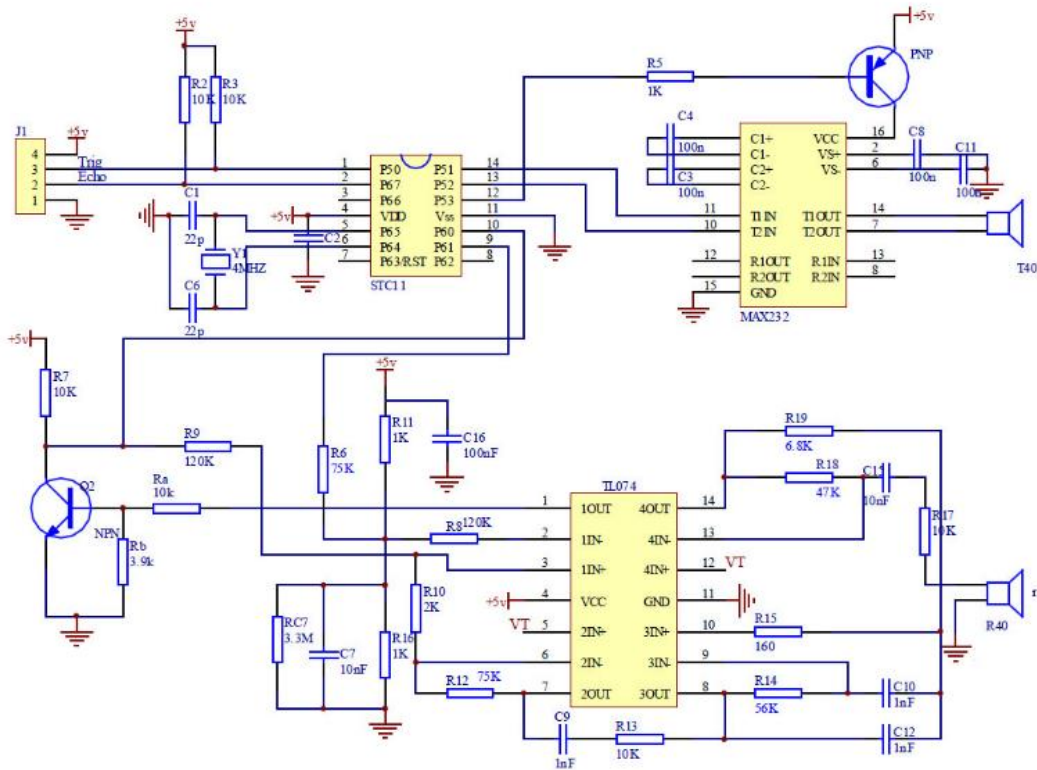 +5v
+5v
PNP
R2
10K
R3
10K
R5
1K
J1
+5v
4
3
2
1
Trig
Echo
C4
100n
C3
100n
C1+
C1-
C2+
C2-
VCC
VS+
VS-
16
2
6
C8
100n
C11
100n
1
2
3
4
5
6
7
P50
P67
P66
VDD
P65
P64
P63/RST
P51
P52
P53
Vss
P60
P61
P62
14
13
12
11
10
9
8
STC11
+5v
C2
C1
22p
Y1
4MHZ
C6
22p
11
10
12
9
15
T1IN
T2IN
R1OUT
R2OUT
GND
T1OUT
T2OUT
R1IN
R2IN
14
7
13
8
MAX232
T40
+5v
R7
10K
R9
120K
Ra
10k
Q2
NPN
Rb
3.9k
+5v
R11
1K
C16
100nF
R6
75K
R8
120K
R10
2K
RC7
3.3M
C7
10nF
R16
1K
R12
75K
C9
1nF
R13
10K
TL074
1
2
3
4
5
6
7
+5v
VT
1OUT
1IN-
1IN+
VCC
2IN+
2IN-
2OUT
4OUT
4IN-
4IN+
GND
3IN+
3IN-
3OUT
14
13
12
11
10
9
8
VT
R19
6.8K
R18
47K
C15
10nF
R17
10K
R15
160
R14
56K
C10
1nF
C12
1nF
R40
r